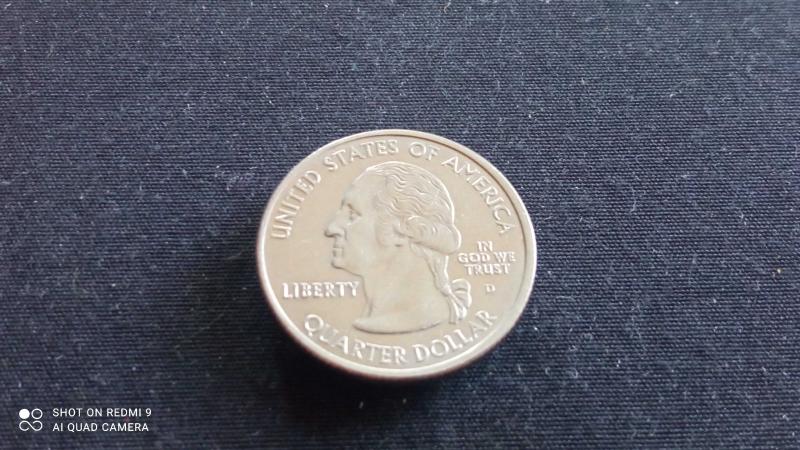 UNITED STATES OF AMERICA
IN
GOD WE
TRUST
LIBERTY
D
QUARTER DOLLAR
SHOT ON REDMI 9
AI QUAD CAMERA